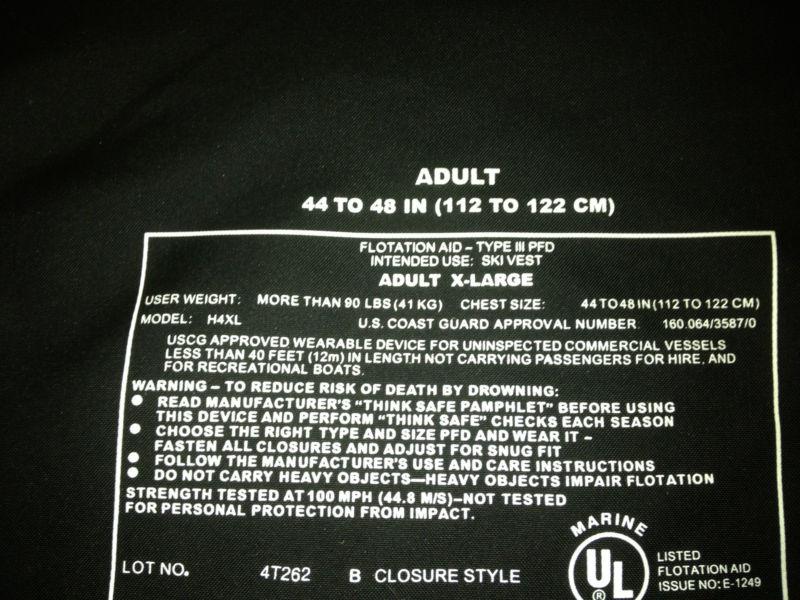 ADULT
44 TO 48 IN (112 TO 122 CM)
FLOTATION AID – TYPE III PFD
INTENDED USE: SKI VEST
ADULT X-LARGE
USER WEIGHT: MORE THAN 90 LBS (41 KG) CHEST SIZE: 44 TO 48 IN (112 TO 122 CM)
MODEL: H4XL U.S. COAST GUARD APPROVAL NUMBER 160.064/3587/0
USCG APPROVED WEARABLE DEVICE FOR UNINSPECTED COMMERCIAL VESSELS
LESS THAN 40 FEET (12m) IN LENGTH NOT CARRYING PASSENGERS FOR HIRE, AND
FOR RECREATIONAL BOATS.
WARNING – TO REDUCE RISK OF DEATH BY DROWNING:
● READ MANUFACTURER'S "THINK SAFE PAMPHLET" BEFORE USING
THIS DEVICE AND PERFORM "THINK SAFE" CHECKS EACH SEASON
● CHOOSE THE RIGHT TYPE AND SIZE PFD AND WEAR IT –
FASTEN ALL CLOSURES AND ADJUST FOR SNUG FIT
● FOLLOW THE MANUFACTURER'S USE AND CARE INSTRUCTIONS
● DO NOT CARRY HEAVY OBJECTS—HEAVY OBJECTS IMPAIR FLOTATION
STRENGTH TESTED AT 100 MPH (44.8 M/S)–NOT TESTED
FOR PERSONAL PROTECTION FROM IMPACT.
LOT NO. 4T262 B CLOSURE STYLE
MARINE
UL ®
LISTED
FLOTATION AID
ISSUE NO: E-1249